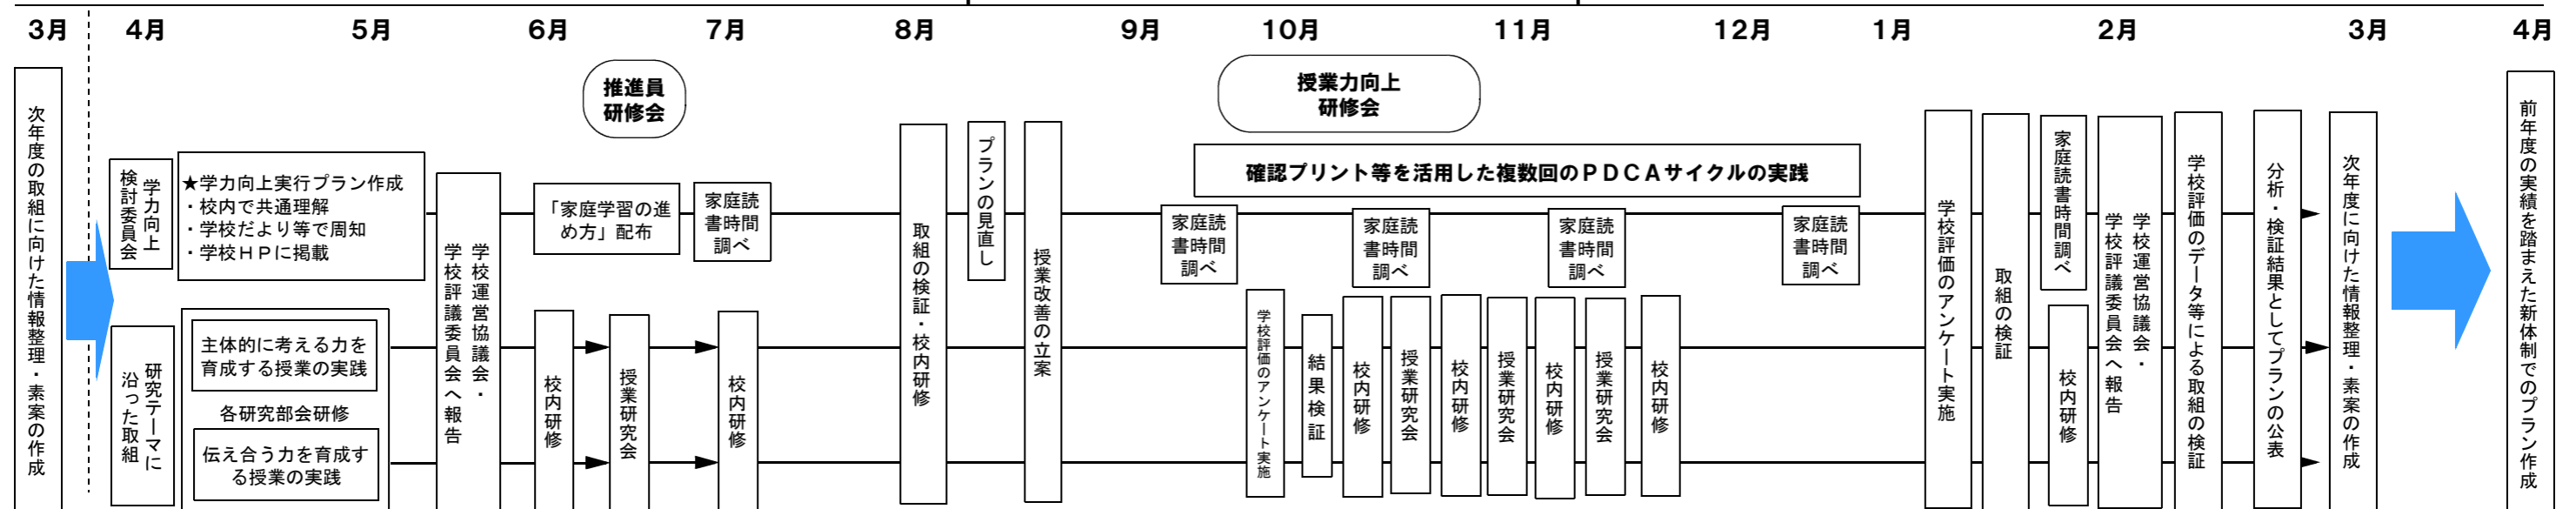 3月 4月 5月 6月 7月 8月 9月 10月 11月 12月 1月 2月 3月 4月
次年度の取組に向けた情報整理・素案の作成
学力向上
検討委員会
★学力向上実行プラン作成
・校内で共通理解
・学校だより等で周知
・学校HPに掲載
研究テーマに
沿った取組
主体的に考える力を
育成する授業の実践
各研究部会研修
伝え合う力を育成す
る授業の実践
学校運営協議会・
学校評議委員会へ報告
推進員
研修会
「家庭学習の進
め方」配布
家庭読
書時間
調べ
校内研修
授業研究会
校内研修
取組の検証・校内研修
プランの見直し
授業改善の立案
授業力向上
研修会
確認プリント等を活用した複数回のPDCAサイクルの実践
家庭読
書時間
調べ
家庭読
書時間
調べ
家庭読
書時間
調べ
家庭読
書時間
調べ
学校評価のアンケート実施
結果検証
校内研修
授業研究会
校内研修
授業研究会
校内研修
授業研究会
校内研修
学校評価のアンケート実施
取組の検証
家庭読書時間調べ
校内研修
学校運営協議会・
学校評議委員会へ報告
学校評価のデータ等による取組の検証
分析・検証結果としてプランの公表
次年度に向けた情報整理・素案の作成
前年度の実績を踏まえた新体制でのプラン作成